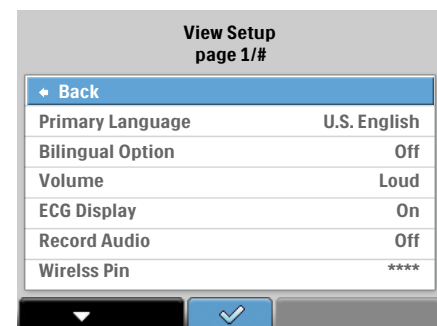 View Setup
page 1/#
Back
Primary Language U.S. English
Bilingual Option Off
Volume Loud
ECG Display On
Record Audio Off
Wirelss Pin ****